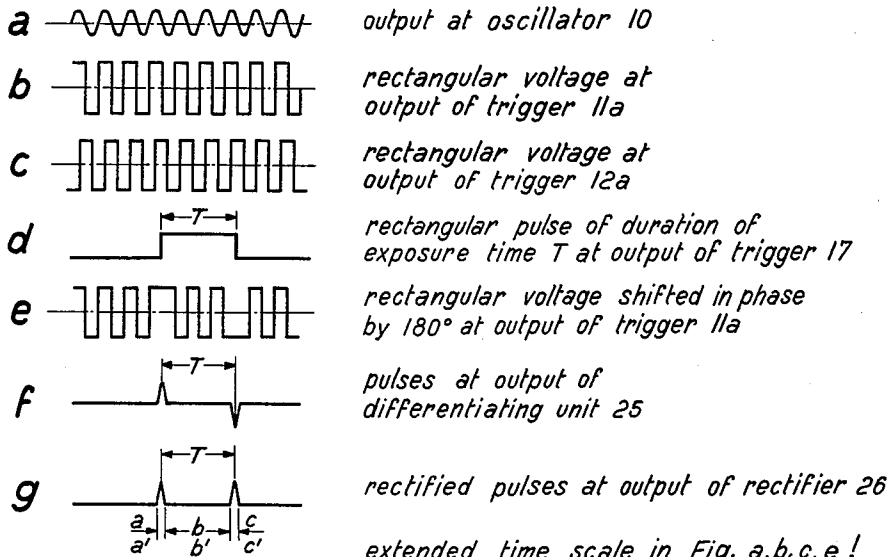 a output at oscillator 10
b rectangular voltage at
output of trigger 11a
c rectangular voltage at
output of trigger 12a
d T rectangular pulse of duration of
exposure time T at output of trigger 17
e rectangular voltage shifted in phase
by 180° at output of trigger 11a
f T pulses at output of
differentiating unit 25
g T rectified pulses at output of rectifier 26
a b c
a' b' c'
extended time scale in Fig. a.b.c.e!